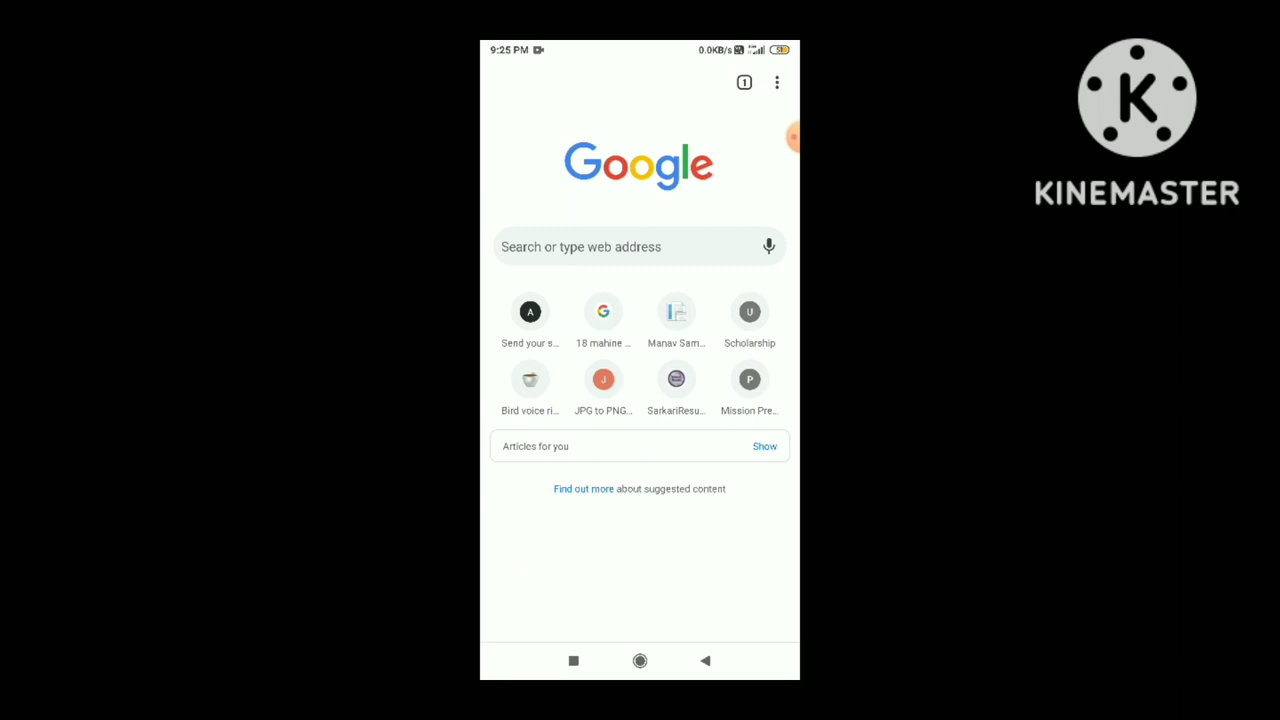 9:25 PM 0.0KB/s 51
1
Google
KINEMASTER
Search or type web address
A G U
Send your s... 18 mahine ... Manav Sam... Scholarship
J P
Bird voice ri... JPG to PNG... SarkariResu... Mission Pre...
Articles for you Show
Find out more about suggested content